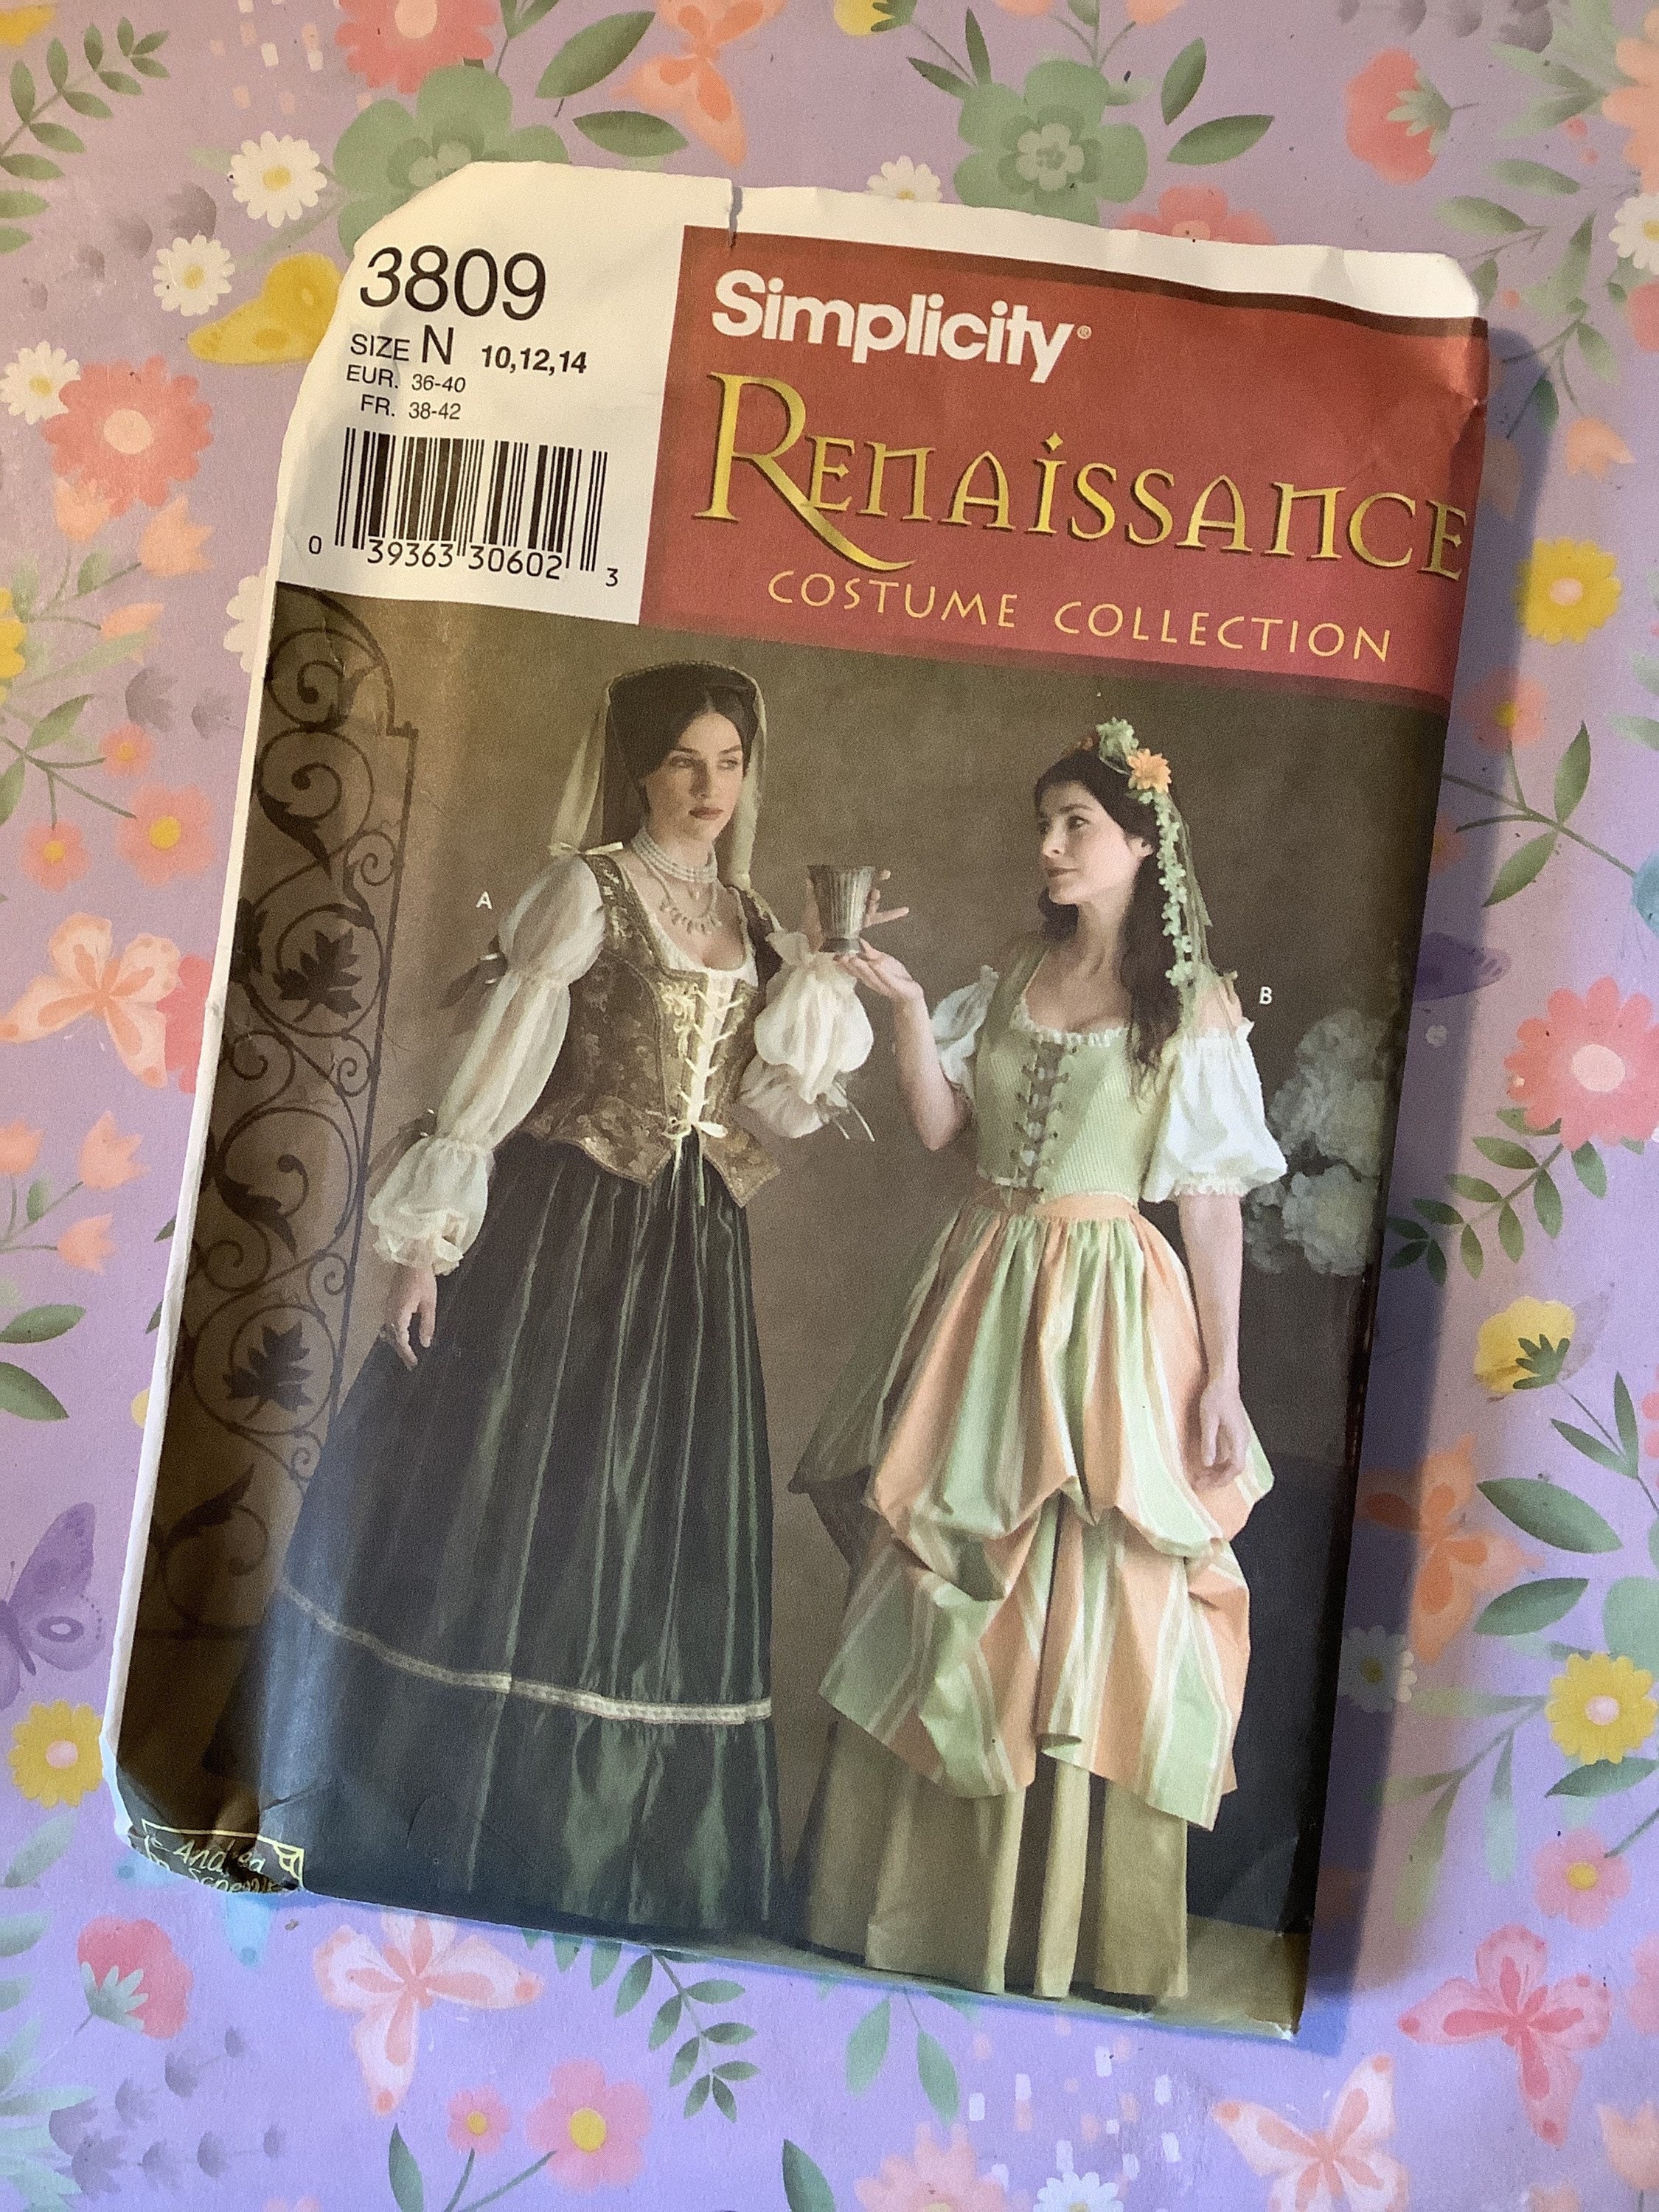 3809
SIZE N 10,12,14
EUR. 36-40
FR. 38-42
0 39363 30602 3
Simplicity®
RENAISSANCE
COSTUME COLLECTION
A
B
Andrea